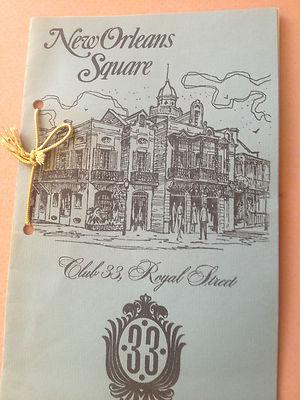 New Orleans
Square
Club 33, Royal Street
33